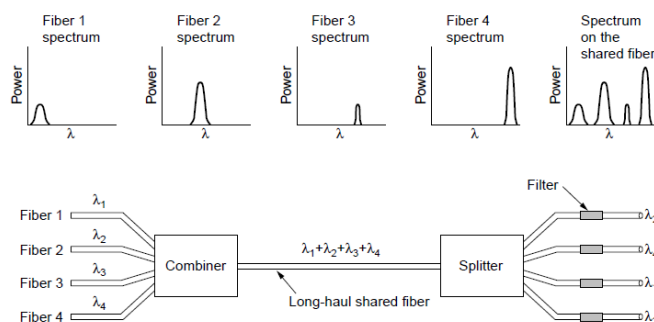 Fiber 1
spectrum
Fiber 2
spectrum
Fiber 3
spectrum
Fiber 4
spectrum
Spectrum
on the
shared fiber
Power
λ
Power
λ
Power
λ
Power
λ
Power
λ
Filter
Fiber 1
λ₁
Fiber 2
λ₂
Fiber 3
λ₃
Fiber 4
λ₄
Combiner
λ₁+λ₂+λ₃+λ₄
Long-haul shared fiber
Splitter